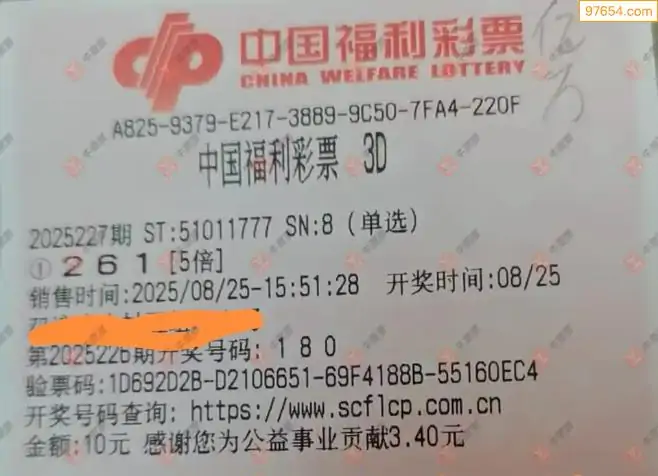 97654.com
中国福利彩票
CHINA WELFARE LOTTERY
亿万
A825-9379-E217-3889-9C50-7FA4-220F
中国福利彩票 3D
2025227期 ST:51011777 SN:8 (单选)
① 2 6 1 [5倍]
销售时间:2025/08/25-15:51:28 开奖时间:08/25
第2025226期开奖号码: 1 8 0
验票码:1D692D2B-D2106651-69F4188B-55160EC4
开奖号码查询: https://www.scflcp.com.cn
金额:10元 感谢您为公益事业贡献3.40元